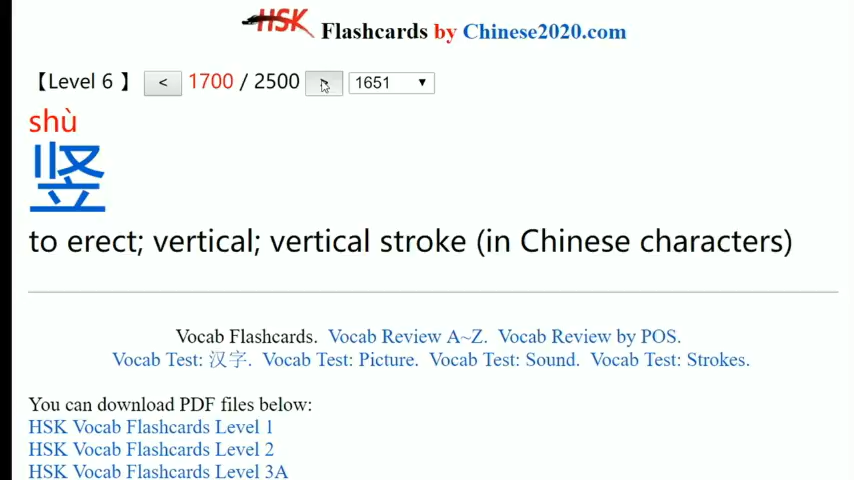 HSK Flashcards by Chinese2020.com
【Level 6 】 < 1700 / 2500 > 1651 ▼
shù
竖
to erect; vertical; vertical stroke (in Chinese characters)
Vocab Flashcards. Vocab Review A~Z. Vocab Review by POS.
Vocab Test: 汉字. Vocab Test: Picture. Vocab Test: Sound. Vocab Test: Strokes.
You can download PDF files below:
HSK Vocab Flashcards Level 1
HSK Vocab Flashcards Level 2
HSK Vocab Flashcards Level 3A